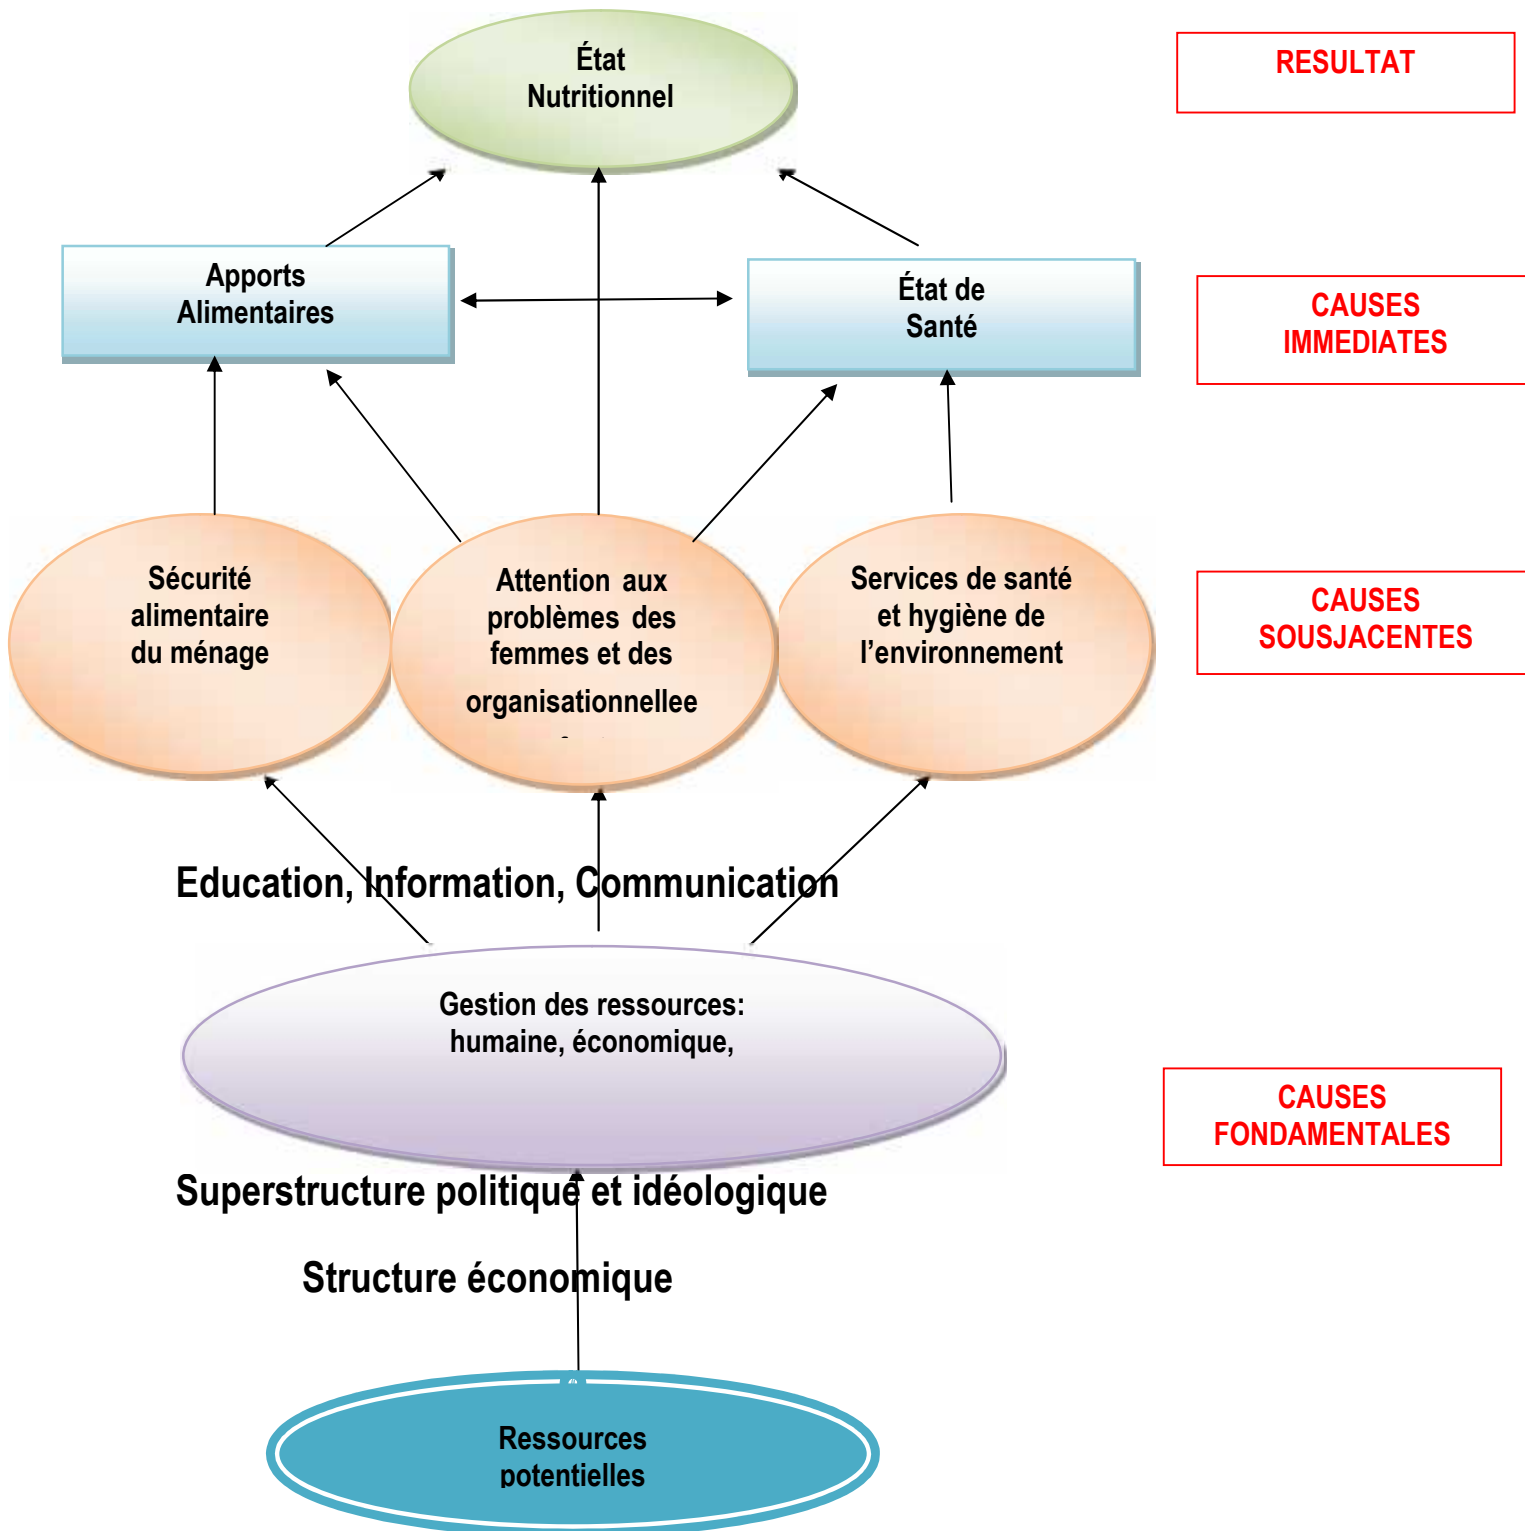 État
Nutritionnel
RESULTAT
Apports
Alimentaires
État de
Santé
CAUSES
IMMEDIATES
Sécurité
alimentaire
du ménage
Attention aux
problèmes des
femmes et des
organisationnellee
Services de santé
et hygiène de
l'environnement
CAUSES
SOUSJACENTES
Education, Information, Communication
Gestion des ressources:
humaine, économique,
CAUSES
FONDAMENTALES
Superstructure politique et idéologique
Structure économique
Ressources
potentielles